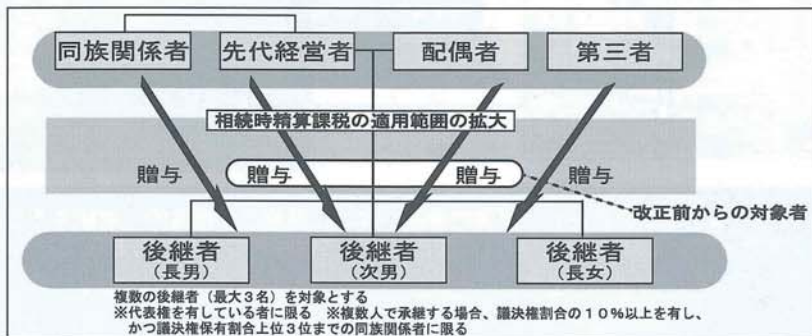 同族関係者 先代経営者 配偶者 第三者
相続時精算課税の適用範囲の拡大
贈与 贈与 贈与 贈与
改正前からの対象者
後継者 後継者 後継者
(長男) (次男) (長女)
複数の後継者(最大3名)を対象とする
※代表権を有している者に限る ※複数人で承継する場合、議決権割合の10%以上を有し、
かつ議決権保有割合上位3位までの同族関係者に限る